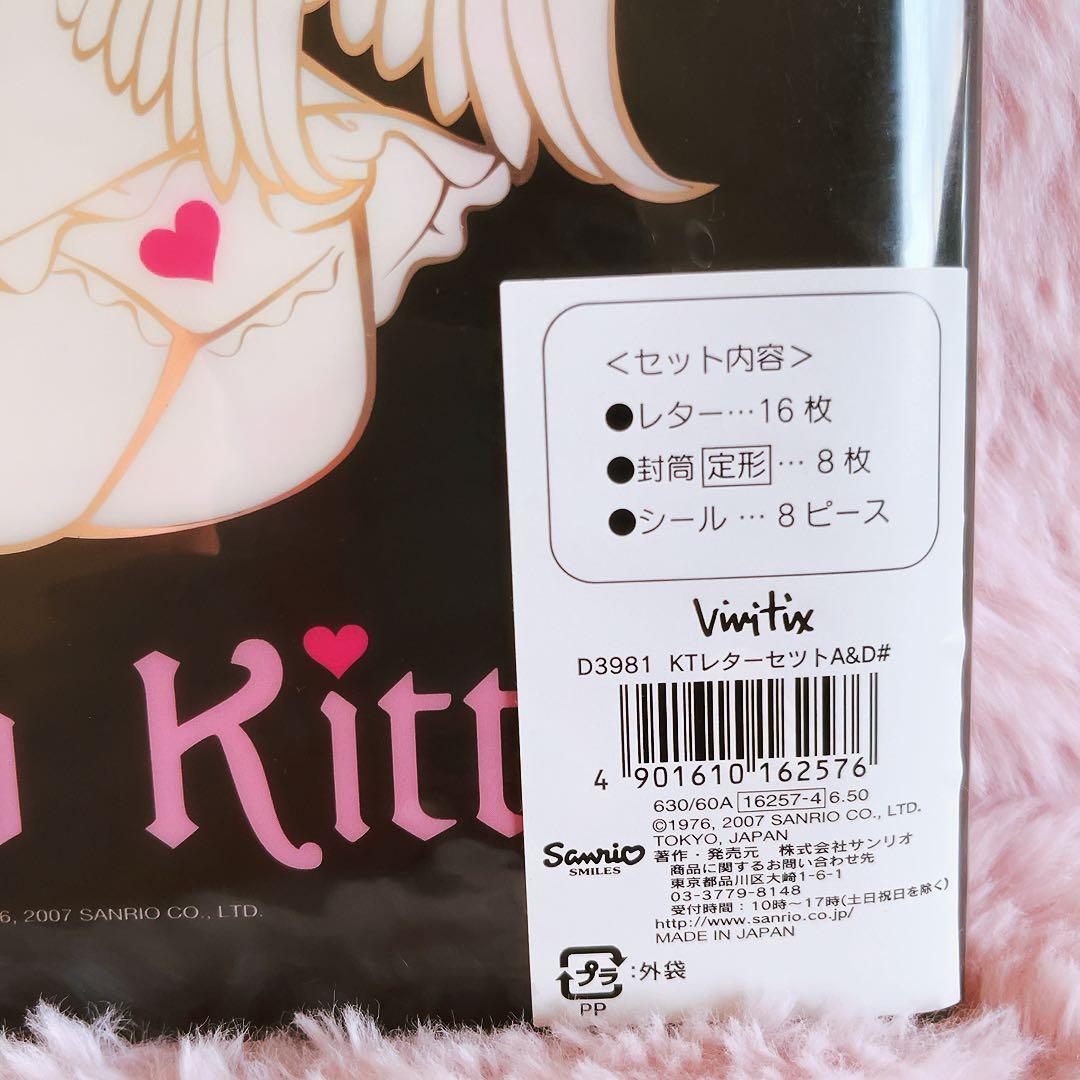 <セット内容>
●レター…16枚
●封筒 定形 … 8枚
●シール … 8ピース
Vivitix
D3981 KTレターセットA&D#
4 901610 162576
630/60A 16257-4 6.50
©1976, 2007 SANRIO CO., LTD.
TOKYO, JAPAN
Sanrio
SMILES
著作・発売元 株式会社サンリオ
商品に関するお問い合わせ先
東京都品川区大崎1-6-1
03-3779-8148
受付時間：10時～17時(土日祝日を除く)
http://www.sanrio.co.jp/
MADE IN JAPAN
プラ :外袋
PP
o Kitt
6, 2007 SANRIO CO., LTD.